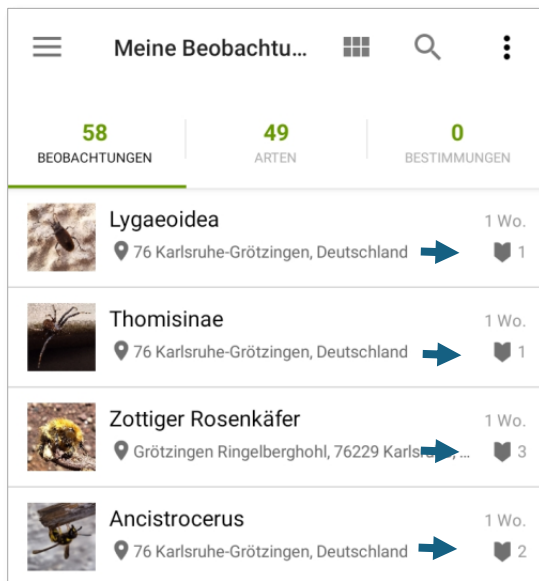 Meine Beobachtu...
58 49 0
BEOBACHTUNGEN ARTEN BESTIMMUNGEN
Lygaeoidea 1 Wo.
76 Karlsruhe-Grötzingen, Deutschland 1
Thomisinae 1 Wo.
76 Karlsruhe-Grötzingen, Deutschland 1
Zottiger Rosenkäfer 1 Wo.
Grötzingen Ringelberghohl, 76229 ... 3
Ancistrocerus 1 Wo.
76 Karlsruhe-Grötzingen, Deutschland 2